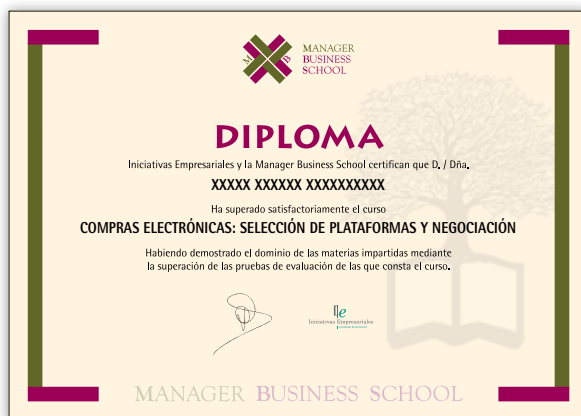 MANAGER
BUSINESS
SCHOOL
M B
DIPLOMA
Iniciativas Empresariales y la Manager Business School certifican que D. / Dña.
XXXXX XXXXXX XXXXXXXXXX
Ha superado satisfactoriamente el curso
COMPRAS ELECTRÓNICAS: SELECCIÓN DE PLATAFORMAS Y NEGOCIACIÓN
Habiendo demostrado el dominio de las materias impartidas mediante
la superación de las pruebas de evaluación de las que consta el curso.
Ie
Iniciativas Empresariales
MANAGER BUSINESS SCHOOL